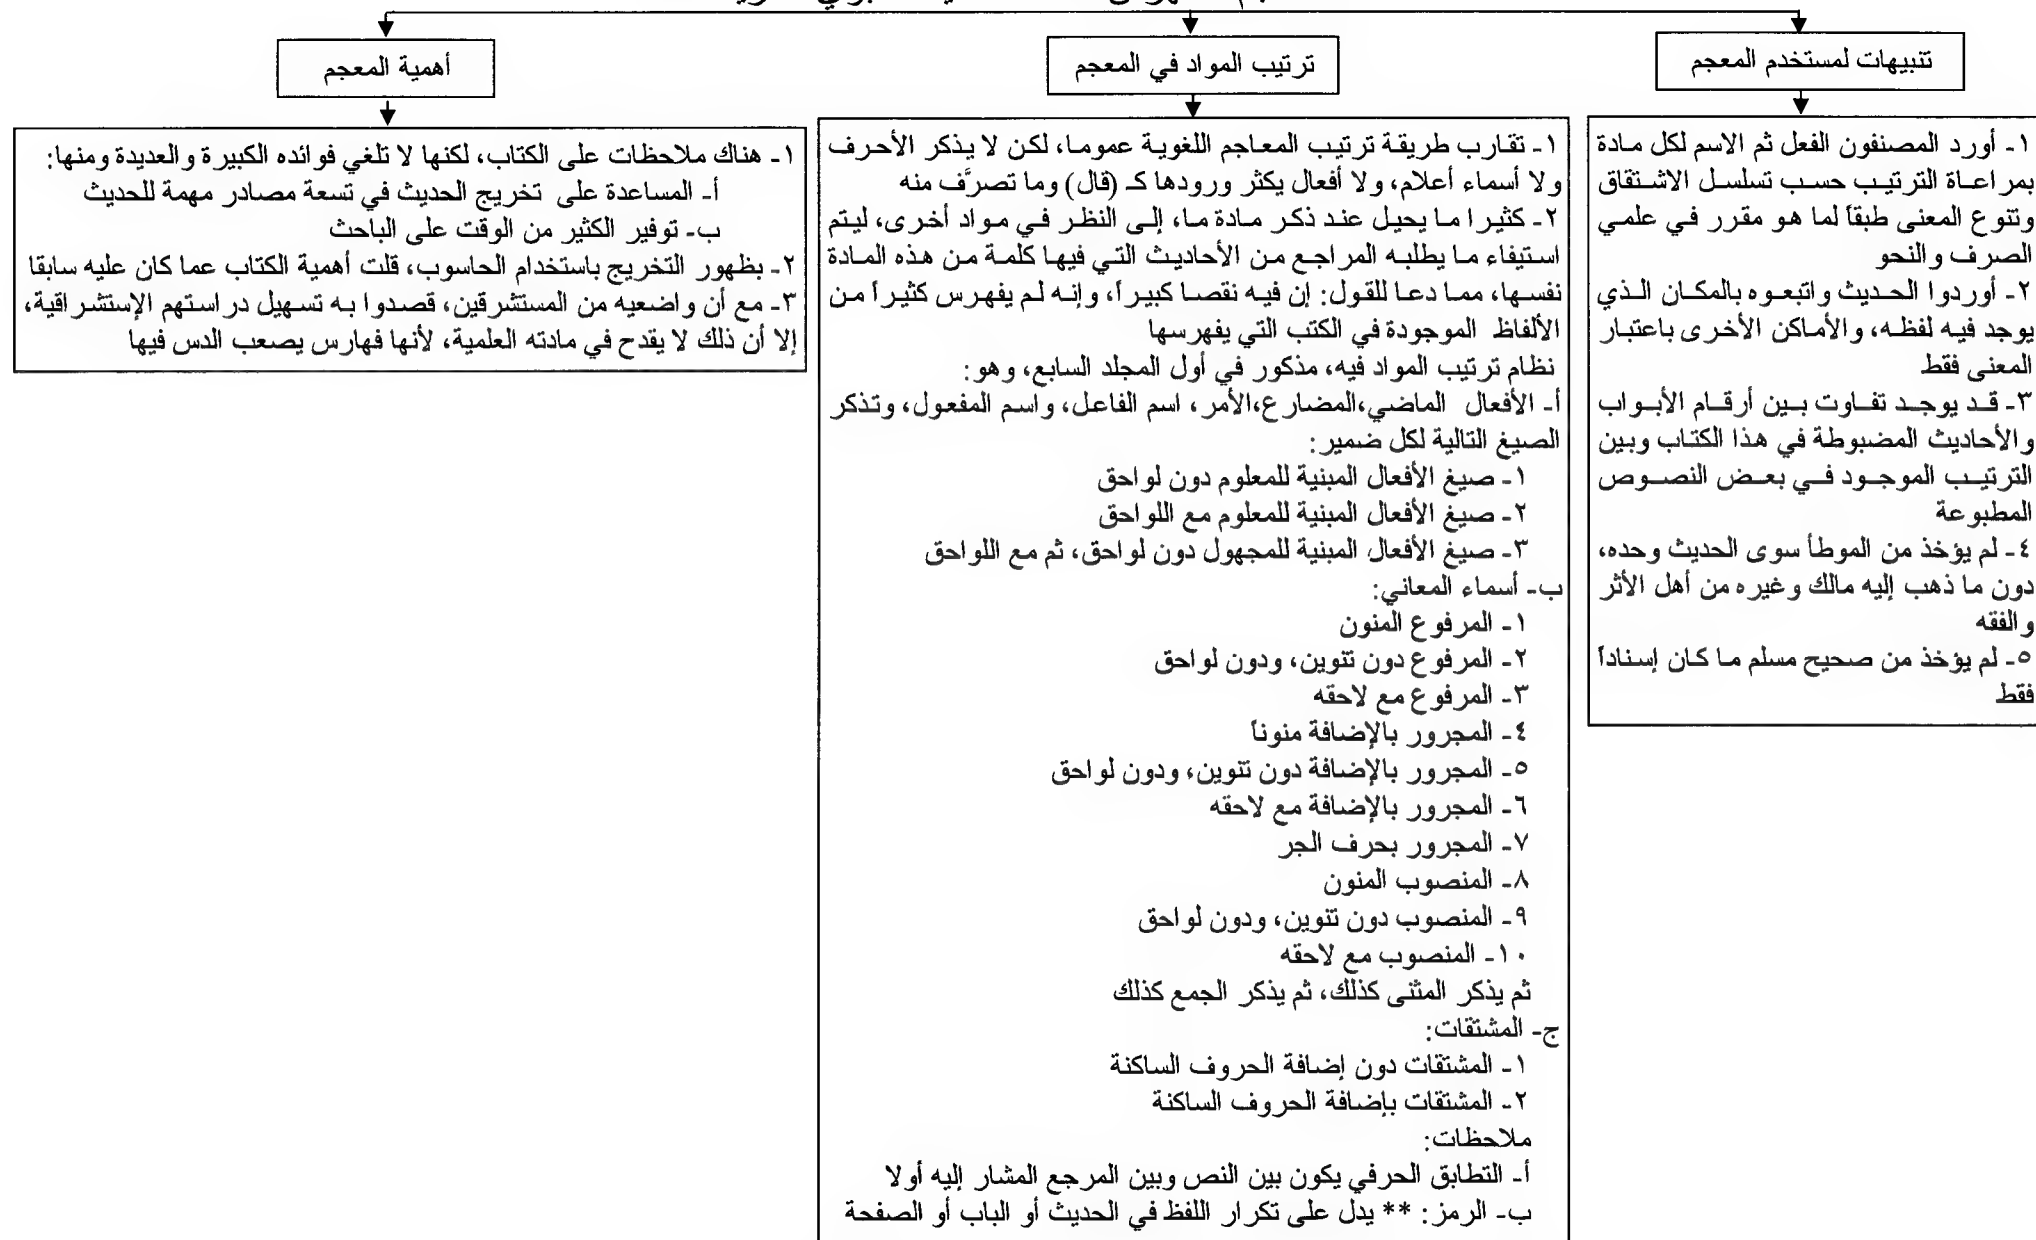 تنبيهات لمستخدم المعجم
١- أورد المصنفون الفعل ثم الاسم لكل مادة
بمراعاة الترتيب حسب تسلسل الاشتقاق
وتنوع المعنى طبقاً لما هو مقرر في علمي
الصرف والنحو
٢- أوردوا الحديث واتبعوه بالمكان الذي
يوجد فيه لفظه، والأماكن الأخرى باعتبار
المعنى فقط
٣- قد يوجد تفاوت بين أرقام الأبواب
والأحاديث المضبوطة في هذا الكتاب وبين
الترتيب الموجود في بعض النصوص
المطبوعة
٤- لم يؤخذ من الموطأ سوى الحديث وحده،
دون ما ذهب إليه مالك وغيره من أهل الأثر
والفقه
٥- لم يؤخذ من صحيح مسلم ما كان إسناداً
فقط
ترتيب المواد في المعجم
١- تقارب طريقة ترتيب المعاجم اللغوية عموما، لكن لا يذكر الأحرف
ولا أسماء أعلام، ولا أفعال يكثر ورودها كـ (قال) وما تصرَّف منه
٢- كثيرا ما يحيل عند ذكر مادة ما، إلى النظر في مواد أخرى، ليتم
استيفاء ما يطلبه المراجع من الأحاديث التي فيها كلمة من هذه المادة
نفسها، مما دعا للقول: إن فيه نقصا كبيراً، وإنه لم يفهرس كثيراً من
الألفاظ الموجودة في الكتب التي يفهرسها
نظام ترتيب المواد فيه، مذكور في أول المجلد السابع، وهو:
أ- الأفعال الماضي،المضارع،الأمر، اسم الفاعل، واسم المفعول، وتذكر
الصيغ التالية لكل ضمير:
١- صيغ الأفعال المبنية للمعلوم دون لواحق
٢- صيغ الأفعال المبنية للمعلوم مع اللواحق
٣- صيغ الأفعال المبنية للمجهول دون لواحق، ثم مع اللواحق
ب- أسماء المعاني:
١- المرفوع المنون
٢- المرفوع دون تنوين، ودون لواحق
٣- المرفوع مع لاحقه
٤- المجرور بالإضافة منوناً
٥- المجرور بالإضافة دون تنوين، ودون لواحق
٦- المجرور بالإضافة مع لاحقه
٧- المجرور بحرف الجر
٨- المنصوب المنون
٩- المنصوب دون تنوين، ودون لواحق
١٠- المنصوب مع لاحقه
ثم يذكر المثنى كذلك، ثم يذكر الجمع كذلك
ج- المشتقات:
١- المشتقات دون إضافة الحروف الساكنة
٢- المشتقات بإضافة الحروف الساكنة
ملاحظات:
أ- التطابق الحرفي يكون بين النص وبين المرجع المشار إليه أولا
ب- الرمز: ** يدل على تكرار اللفظ في الحديث أو الباب أو الصفحة
أهمية المعجم
١- هناك ملاحظات على الكتاب، لكنها لا تلغي فوائده الكبيرة والعديدة ومنها:
أ- المساعدة على تخريج الحديث في تسعة مصادر مهمة للحديث
ب- توفير الكثير من الوقت على الباحث
٢- بظهور التخريج باستخدام الحاسوب، قلت أهمية الكتاب عما كان عليه سابقا
٣- مع أن واضعيه من المستشرقين، قصدوا به تسهيل دراستهم الإستشراقية،
إلا أن ذلك لا يقدح في مادته العلمية، لأنها فهارس يصعب الدس فيها